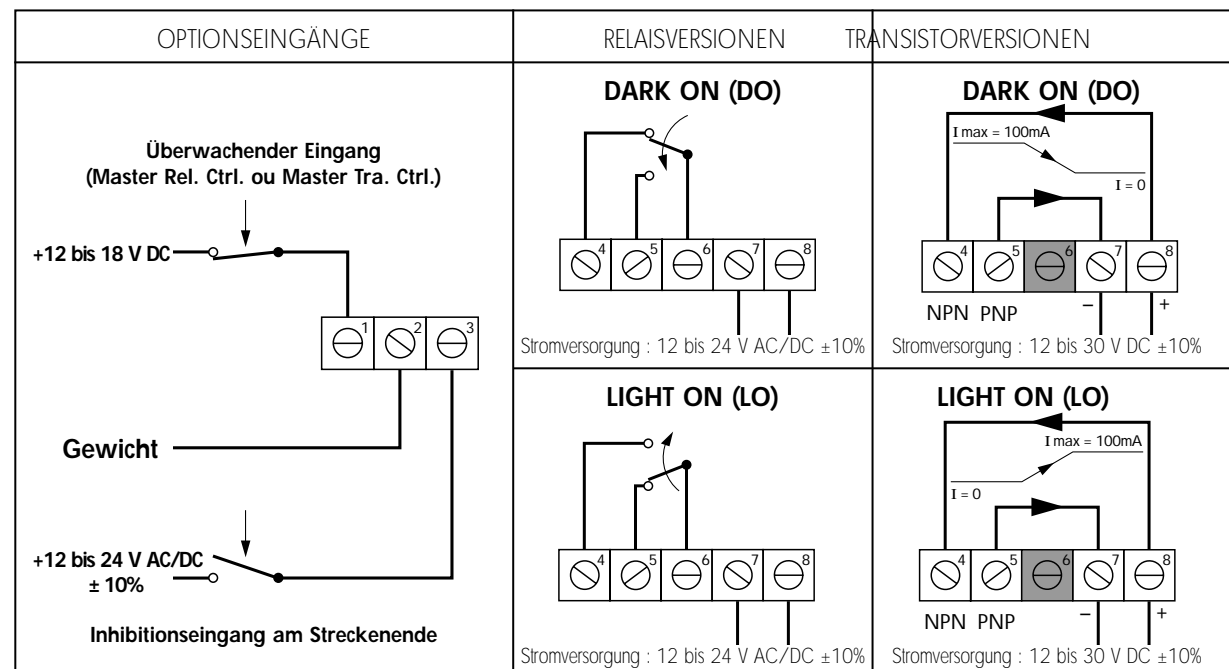 OPTIONSEINGÄNGE
RELAISVERSIONEN
TRANSISTORVERSIONEN
Überwachender Eingang
(Master Rel. Ctrl. ou Master Tra. Ctrl.)
+12 bis 18 V DC
1 2 3
Gewicht
+12 bis 24 V AC/DC
± 10%
Inhibitionseingang am Streckenende
DARK ON (DO)
4 5 6 7 8
Stromversorgung : 12 bis 24 V AC/DC ±10%
DARK ON (DO)
I max = 100mA
I = 0
4 5 6 7 8
NPN PNP – +
Stromversorgung : 12 bis 30 V DC ±10%
LIGHT ON (LO)
4 5 6 7 8
Stromversorgung : 12 bis 24 V AC/DC ±10%
LIGHT ON (LO)
I max = 100mA
I = 0
4 5 6 7 8
NPN PNP – +
Stromversorgung : 12 bis 30 V DC ±10%